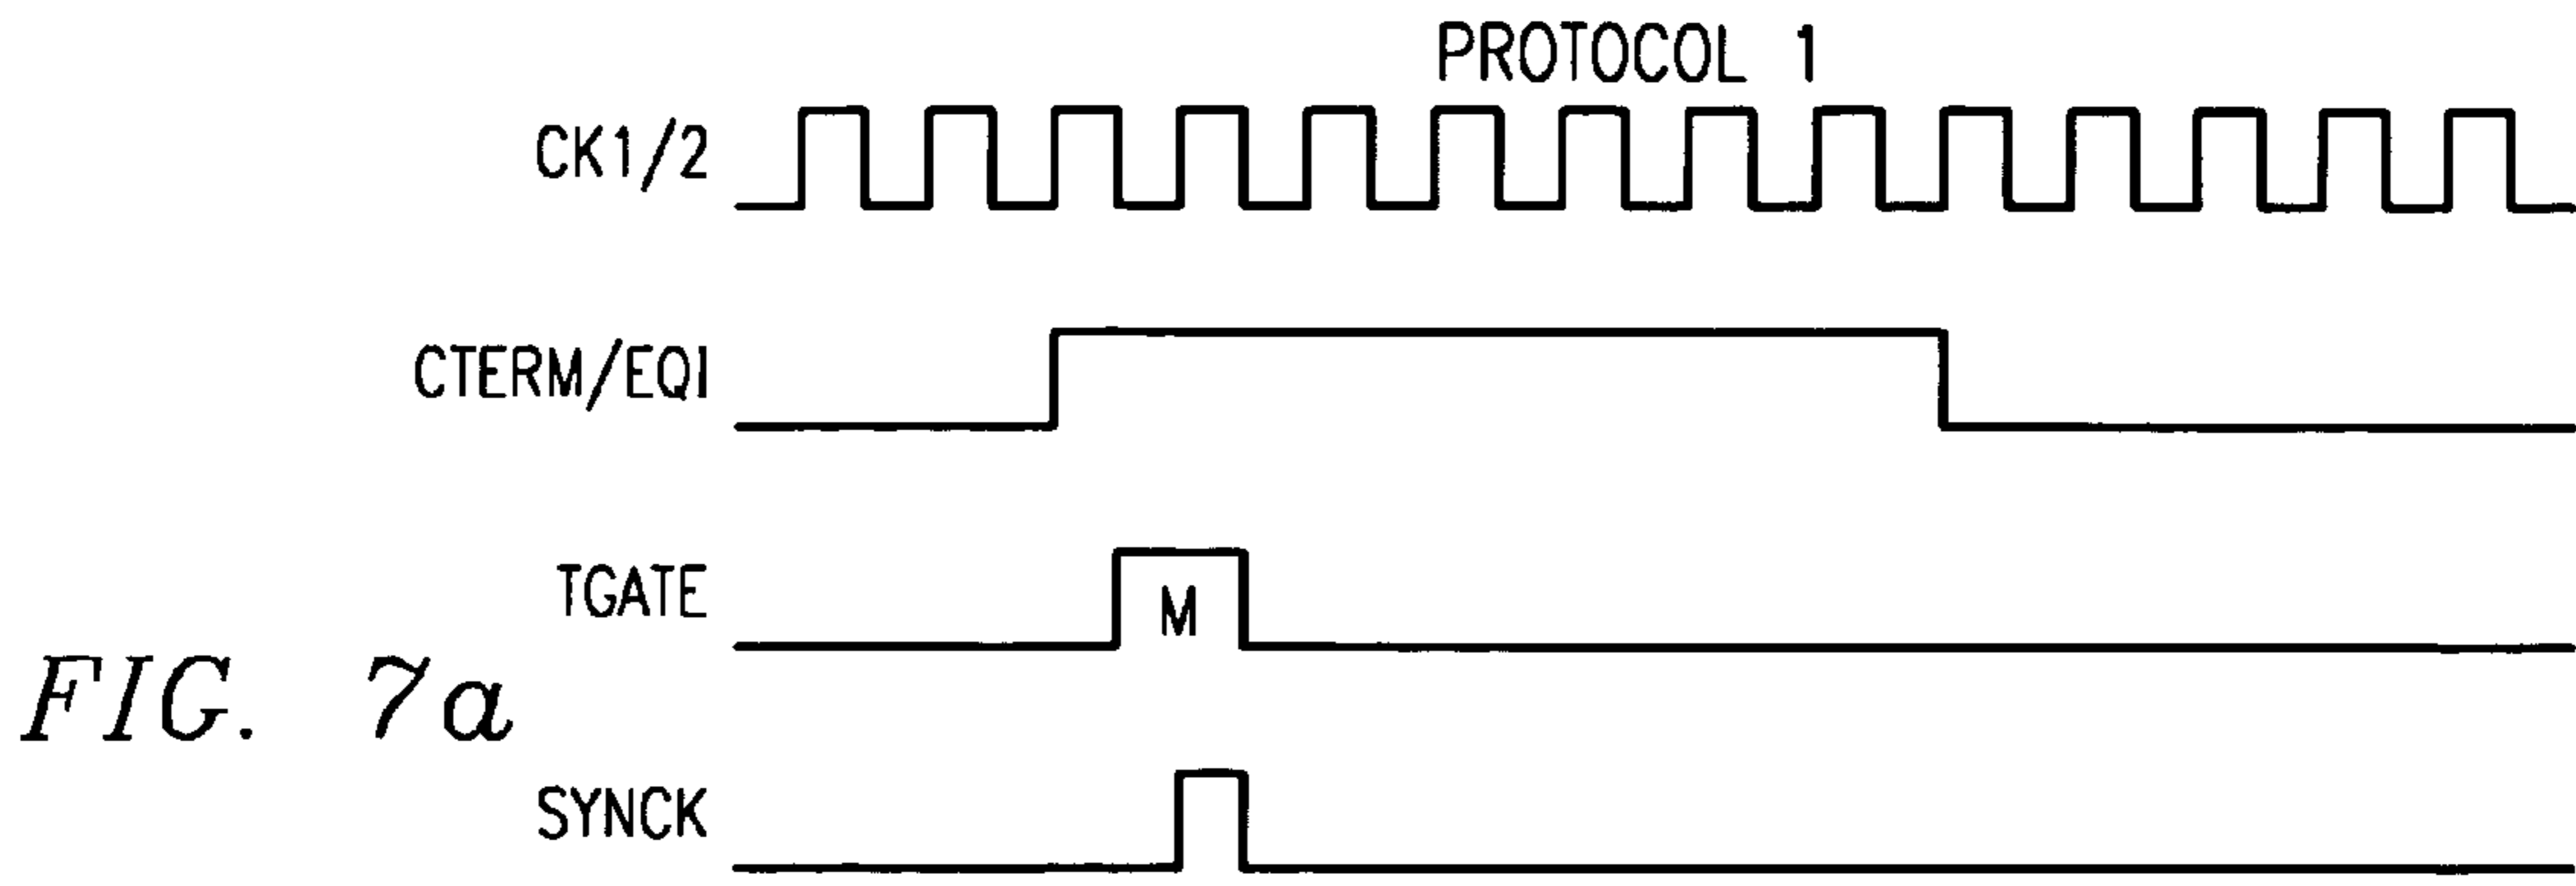 PROTOCOL 1
CK1/2
CTERM/EQI
TGATE
M
FIG. 7a
SYNCK